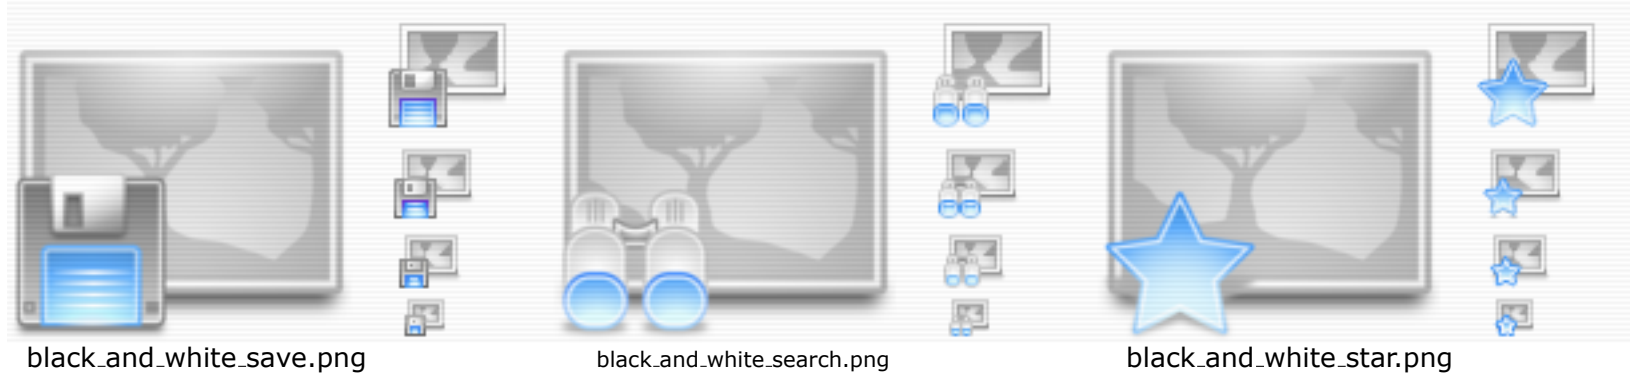 black_and_white_save.png
black_and_white_search.png
black_and_white_star.png